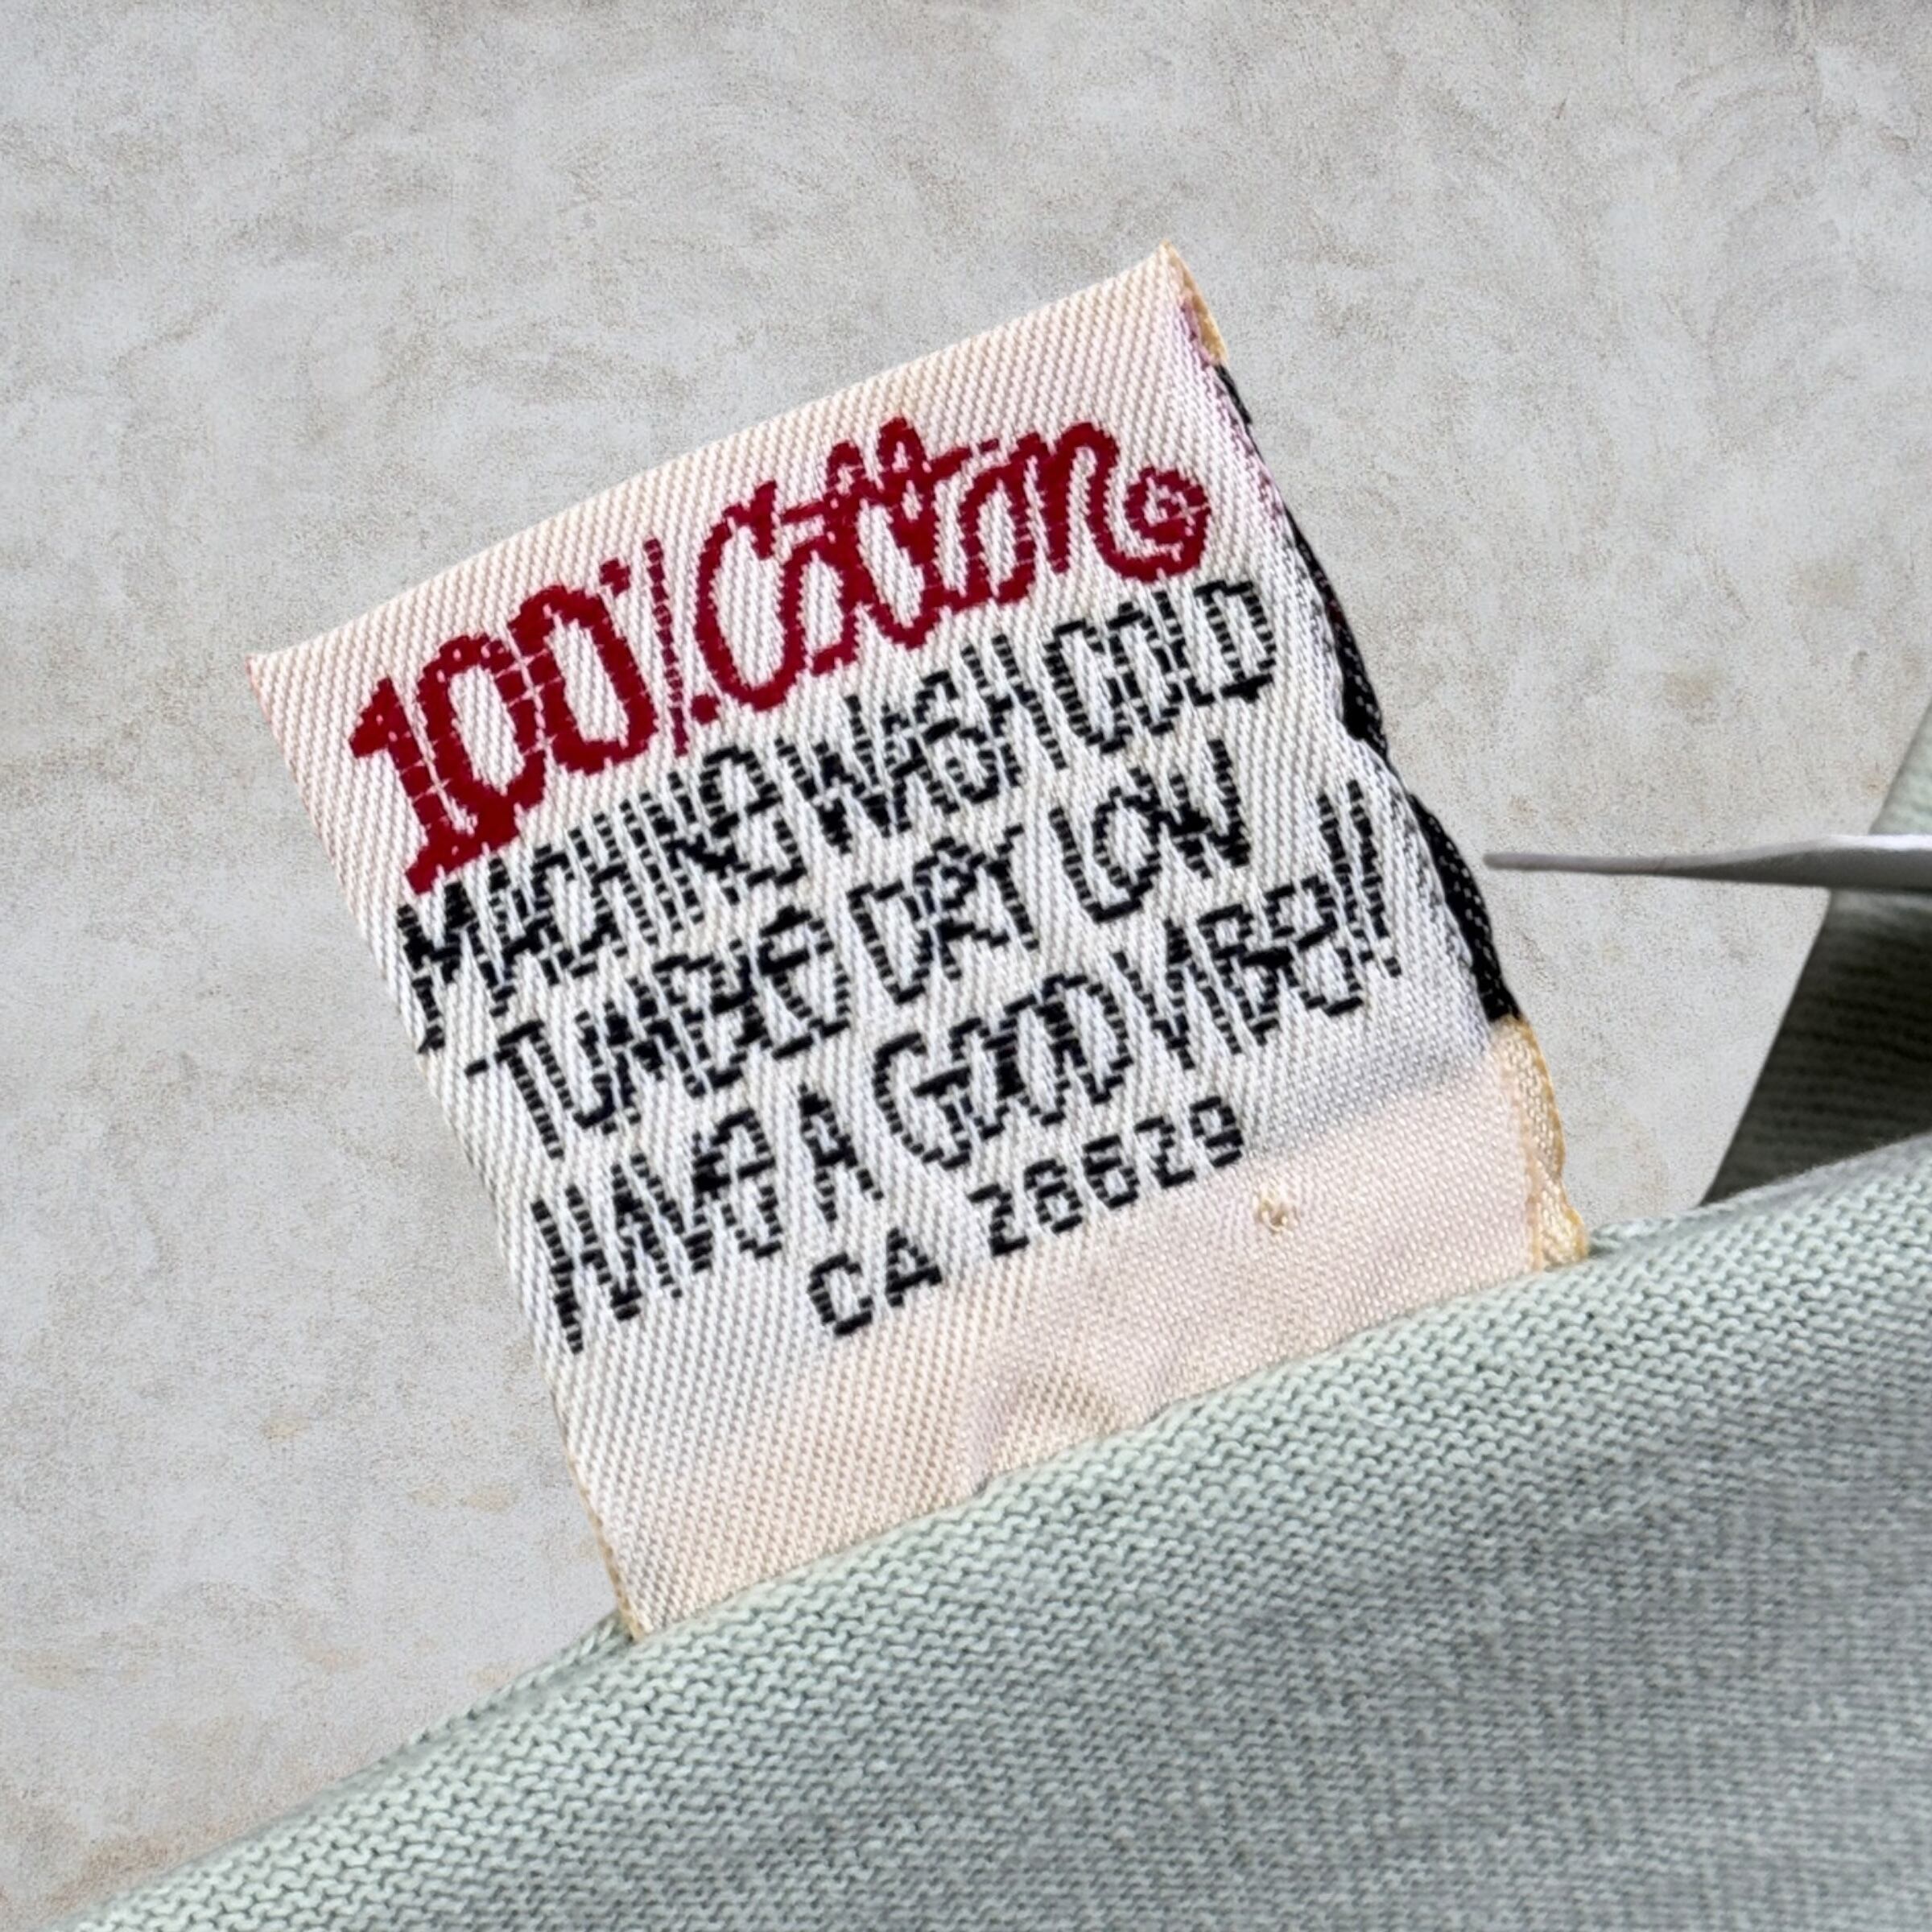 100% Cotton
MACHINE WASH COLD
TUMBLE DRY LOW
HAVE A GOOD VIBE!!
CA 26629